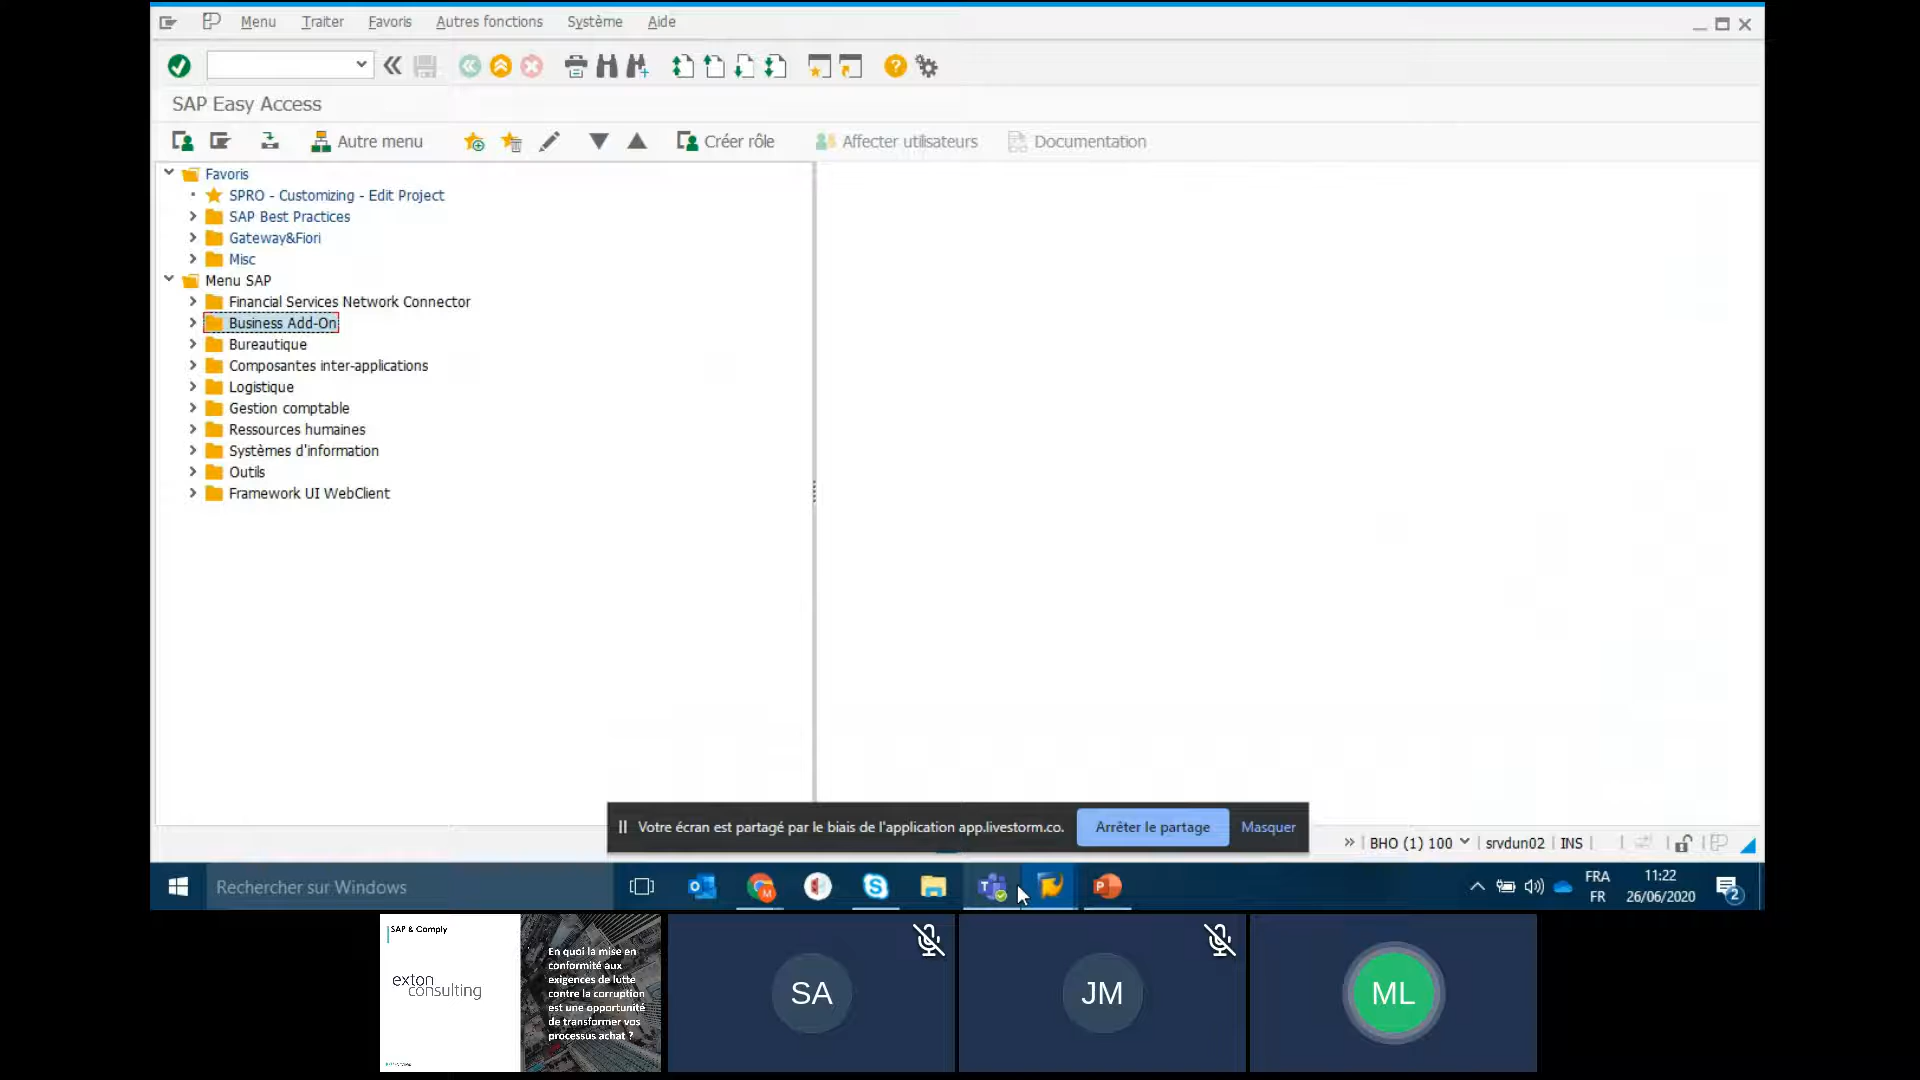 Menu Traiter Favoris Autres fonctions Système Aide
SAP Easy Access
Autre menu Créer rôle Affecter utilisateurs Documentation
Favoris
SPRO - Customizing - Edit Project
SAP Best Practices
Gateway&Fiori
Misc
Menu SAP
Financial Services Network Connector
Business Add-On
Bureautique
Composantes inter-applications
Logistique
Gestion comptable
Ressources humaines
Systèmes d'information
Outils
Framework UI WebClient
Votre écran est partagé par le biais de l'application app.livestorm.co. Arrêter le partage Masquer
BHO (1) 100 srvdun02 INS
Rechercher sur Windows
FRA
FR
11:22
26/06/2020
2
SAP & Comply
exton
consulting
En quoi la mise en
conformité aux
exigences de lutte
contre la corruption
est une opportunité
de transformer vos
processus achat ?
SA
JM
ML